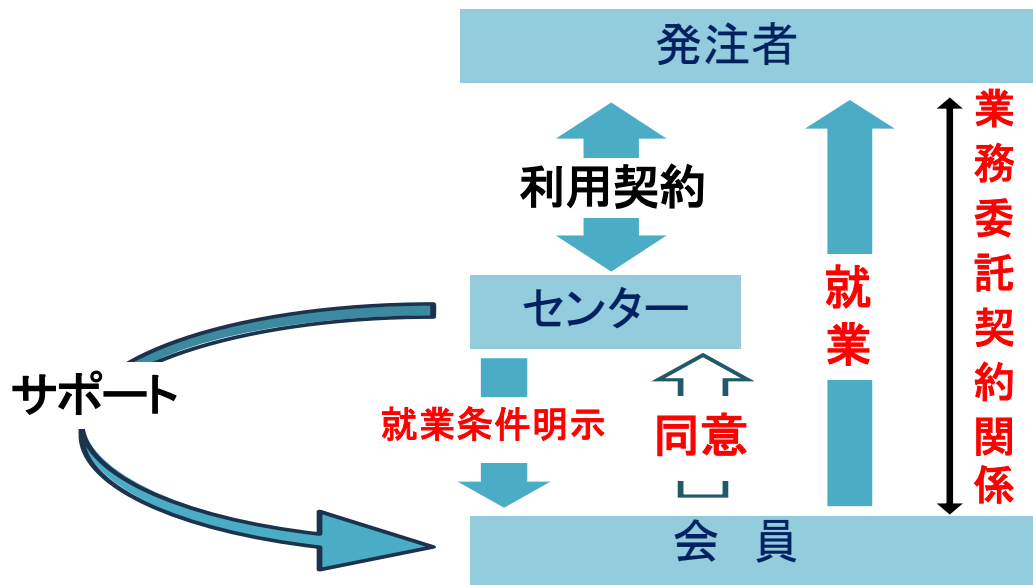 発注者
利用契約
業務委託契約関係
就業
センター
サポート
就業条件明示
同意
会　員